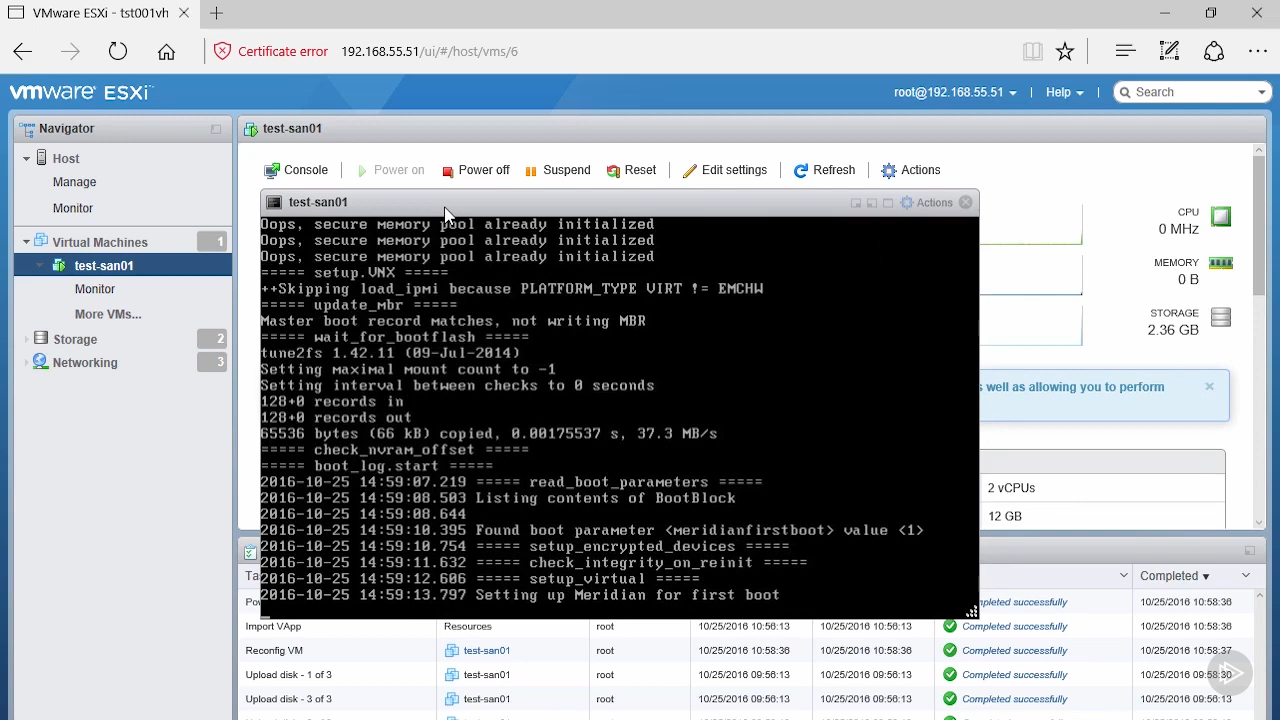 VMware ESXi - tst001vh
Certificate error 192.168.55.51/ui/#/host/vms/6
vmware ESXi
root@192.168.55.51 Help Search
Navigator
Host
Manage
Monitor
Virtual Machines 1
test-san01
Monitor
More VMs...
Storage 2
Networking 3
test-san01
Console Power on Power off Suspend Reset Edit settings Refresh Actions
test-san01 Actions
Oops, secure memory pool already initialized
Oops, secure memory pool already initialized
Oops, secure memory pool already initialized
===== setup.VNX =====
++Skipping load_ipmi because PLATFORM_TYPE VIRT != EMCHW
===== update_mbr =====
Master boot record matches, not writing MBR
===== wait_for_bootflash =====
tune2fs 1.42.11 (09-Jul-2014)
Setting maximal mount count to -1
Setting interval between checks to 0 seconds
128+0 records in
128+0 records out
65536 bytes (66 kB) copied, 0.00175537 s, 37.3 MB/s
===== check_nvram_offset =====
===== boot_log.start =====
2016-10-25 14:59:07.219 ===== read_boot_parameters =====
2016-10-25 14:59:08.503 Listing contents of BootBlock
2016-10-25 14:59:08.644
2016-10-25 14:59:10.395 Found boot parameter <meridianfirstboot> value <1>
2016-10-25 14:59:10.754 ===== setup_encrypted_devices =====
2016-10-25 14:59:11.632 ===== check_integrity_on_reinit =====
2016-10-25 14:59:12.606 ===== setup_virtual =====
2016-10-25 14:59:13.797 Setting up Meridian for first boot
CPU
0 MHz
MEMORY
0 B
STORAGE
2.36 GB
well as allowing you to perform
2 vCPUs
12 GB
Completed
10/25/2016 10:58:36
Import VApp Resources root 10/25/2016 10:56:13 10/25/2016 10:56:13 Completed successfully 10/25/2016 10:58:36
Reconfig VM test-san01 root 10/25/2016 10:58:36 10/25/2016 10:58:36 Completed successfully 10/25/2016 10:58:37
Upload disk - 1 of 3 test-san01 root 10/25/2016 09:56:13 10/25/2016 09:56:13 Completed successfully 10/25/2016 09:58:30
Upload disk - 3 of 3 test-san01 root 10/25/2016 09:56:13 10/25/2016 09:56:13 Completed successfully